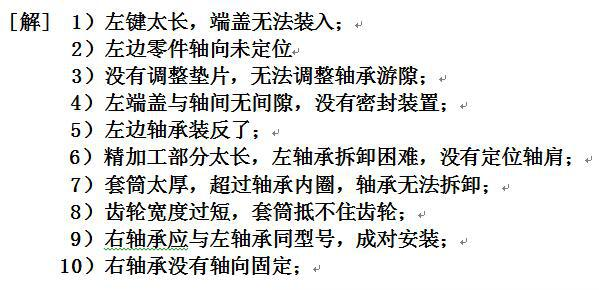 [解] 1）左键太长，端盖无法装入；
2）左边零件轴向未定位
3）没有调整垫片，无法调整轴承游隙；
4）左端盖与轴间无间隙，没有密封装置；
5）左边轴承装反了；
6）精加工部分太长，左轴承拆卸困难，没有定位轴肩；
7）套筒太厚，超过轴承内圈，轴承无法拆卸；
8）齿轮宽度过短，套筒抵不住齿轮；
9）右轴承应与左轴承同型号，成对安装；
10）右轴承没有轴向固定；